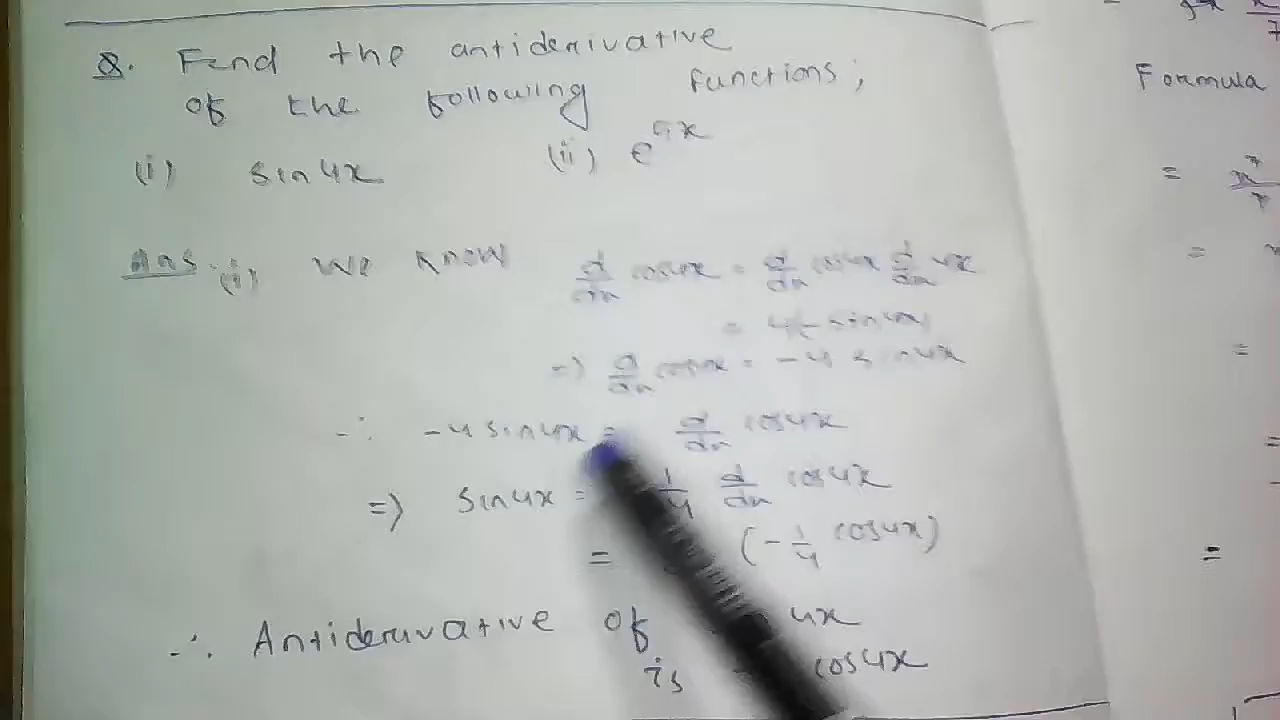 Q. Find the antiderivative
of the following functions;
(i) sin4x (ii) e^ax
Ans. (i) We know d/dx cos4x = d/dx cos4x d/dx 4x
= 4(- sin4x)
=> d/dx cos4x = -4 sin4x
∴ -4 sin4x = d/dx cos4x
=> sin4x = 1/4 d/dx cos4x
= (-1/4 cos4x)
∴ Antiderivative of 4x
is cos4x
Formula
=
=
=
=
=